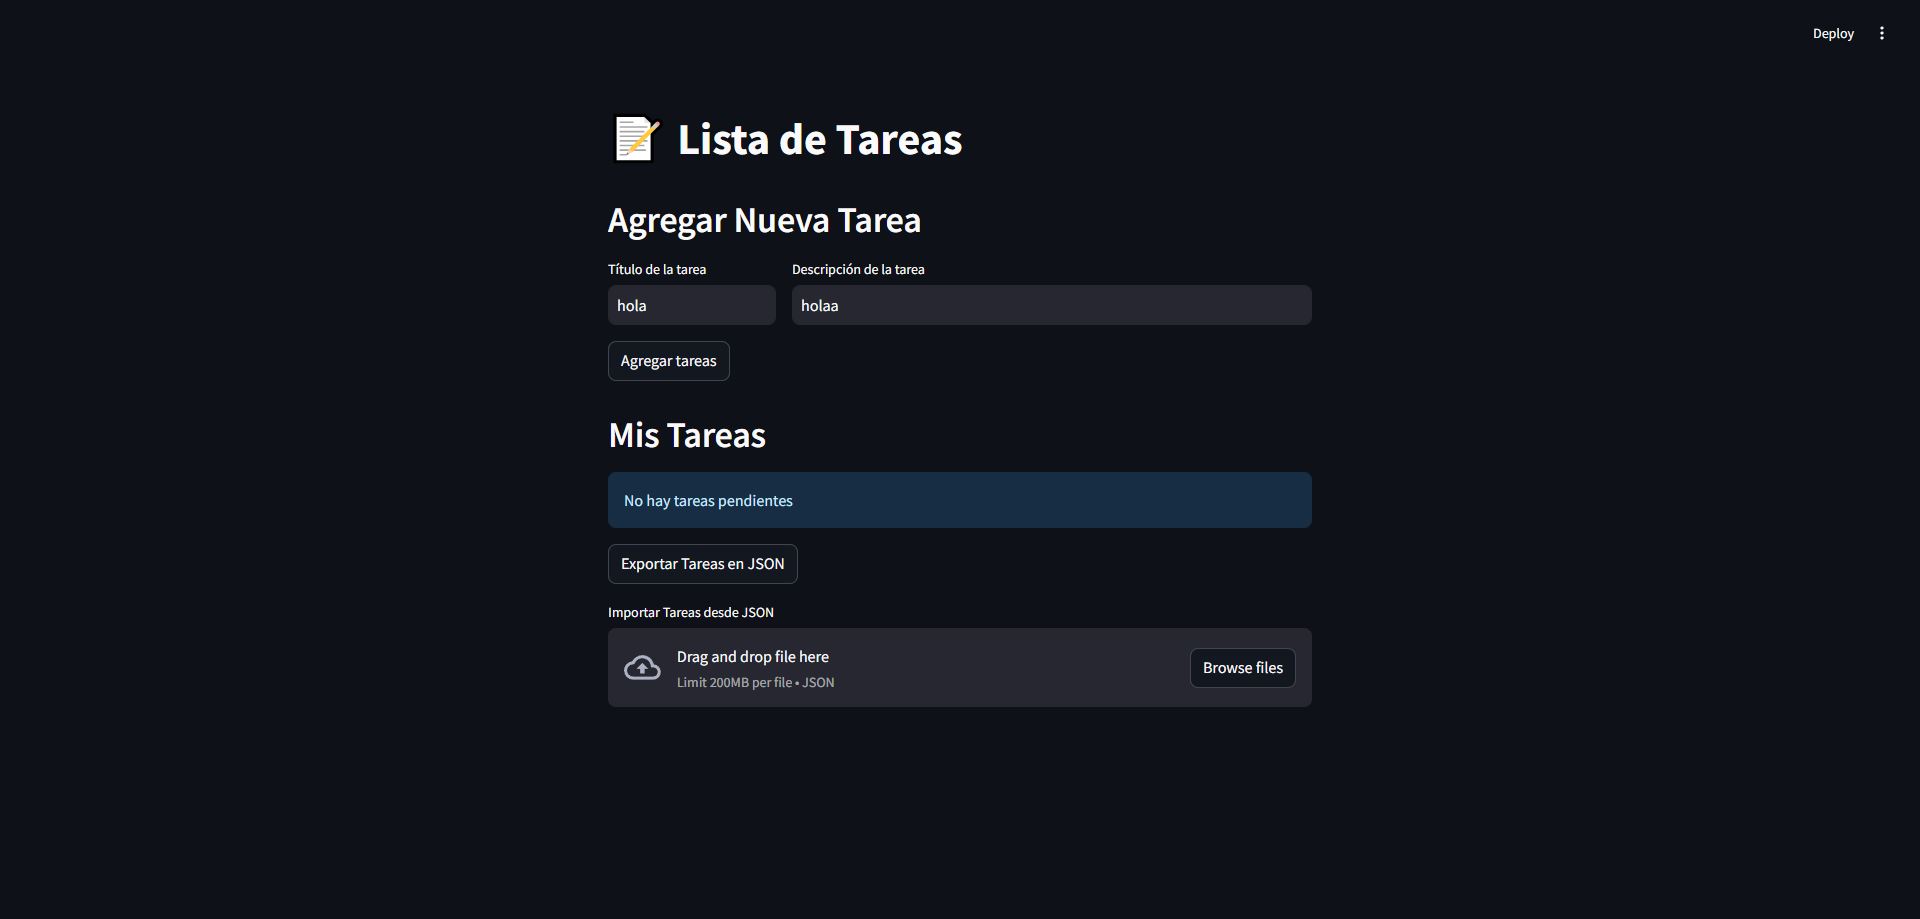 Deploy
Lista de Tareas
Agregar Nueva Tarea
Título de la tarea
Descripción de la tarea
hola
holaa
Agregar tareas
Mis Tareas
No hay tareas pendientes
Exportar Tareas en JSON
Importar Tareas desde JSON
Drag and drop file here
Limit 200MB per file • JSON
Browse files